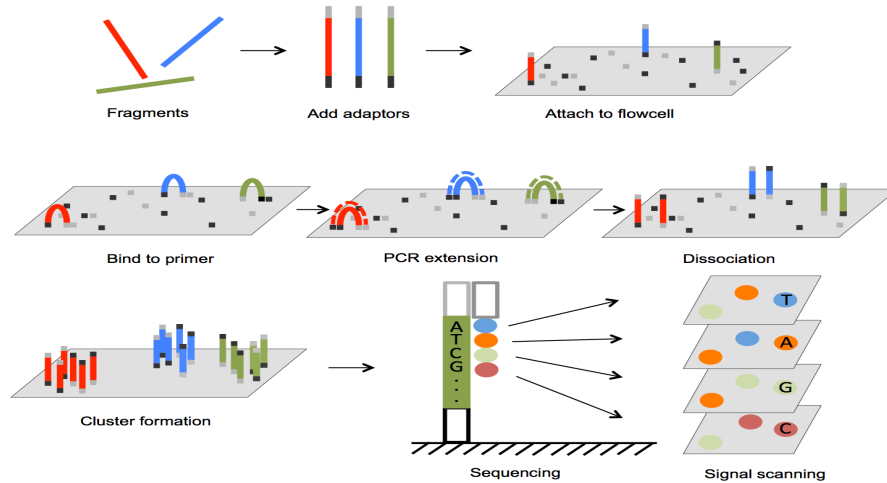 Fragments
Add adaptors
Attach to flowcell
Bind to primer
PCR extension
Dissociation
Cluster formation
A
T
C
G
.
.
.
Sequencing
T
A
G
C
Signal scanning